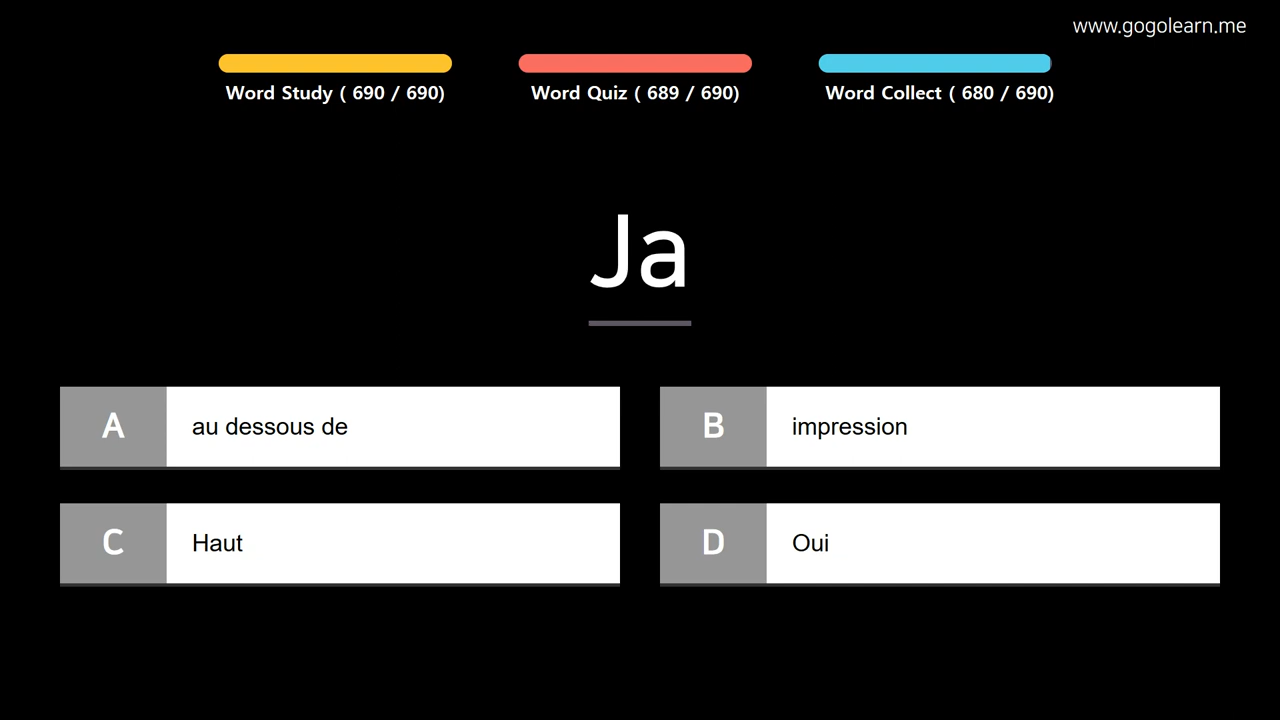 www.gogolearn.me
Word Study ( 690 / 690)
Word Quiz ( 689 / 690)
Word Collect ( 680 / 690)
Ja
A
au dessous de
B
impression
C
Haut
D
Oui